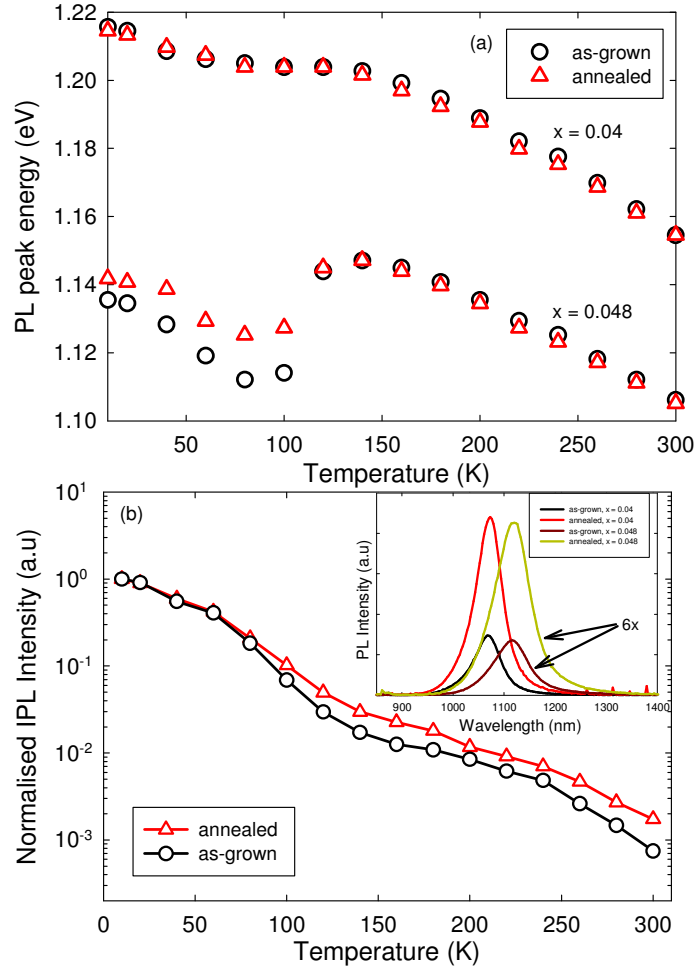 (a)
as-grown
annealed
x = 0.04
x = 0.048
PL peak energy (eV)
1.22
1.20
1.18
1.16
1.14
1.12
1.10
50 100 150 200 250 300
Temperature (K)
(b)
Normalised IPL Intensity (a.u)
10¹
10⁰
10⁻¹
10⁻²
10⁻³
as-grown, x = 0.04
annealed, x = 0.04
as-grown, x = 0.048
annealed, x = 0.048
6x
PL Intensity (a.u)
900 1000 1100 1200 1300 1400
Wavelength (nm)
annealed
as-grown
0 50 100 150 200 250 300
Temperature (K)